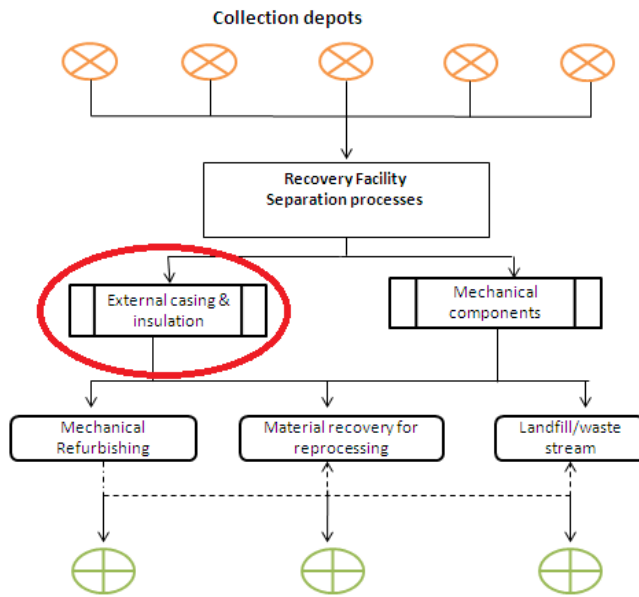 Collection depots
Recovery Facility
Separation processes
External casing &
insulation
Mechanical
components
Mechanical
Refurbishing
Material recovery for
reprocessing
Landfill/waste
stream